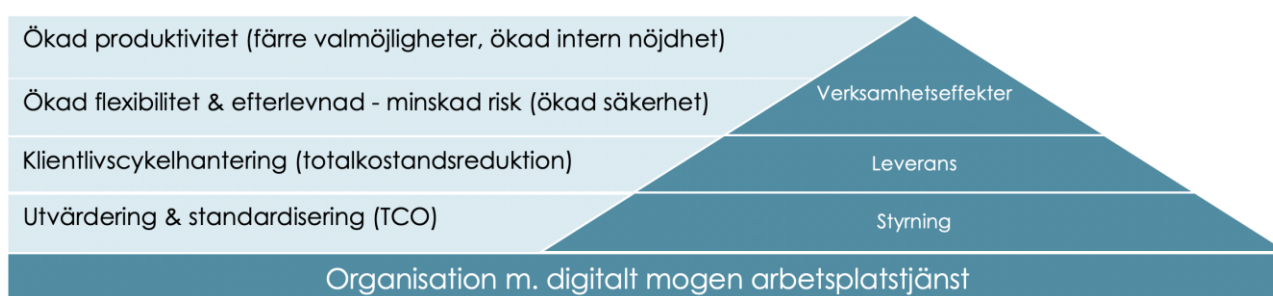 Ökad produktivitet (färre valmöjligheter, ökad intern nöjdhet)
Ökad flexibilitet & efterlevnad - minskad risk (ökad säkerhet)
Verksamhetseffekter
Klientlivscykelhantering (totalkostandsreduktion)
Leverans
Utvärdering & standardisering (TCO)
Styrning
Organisation m. digitalt mogen arbetsplatstjänst